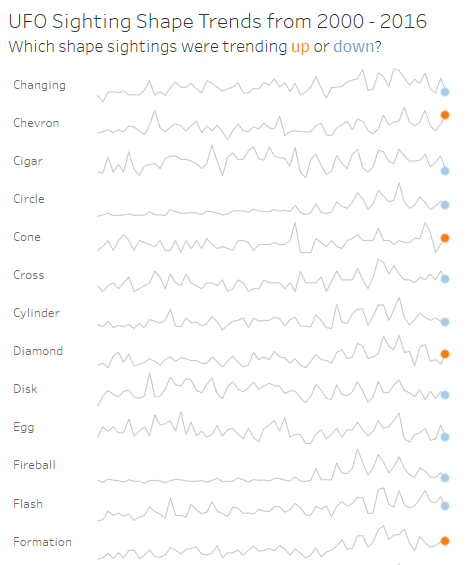 UFO Sighting Shape Trends from 2000 - 2016
Which shape sightings were trending up or down?
Changing
Chevron
Cigar
Circle
Cone
Cross
Cylinder
Diamond
Disk
Egg
Fireball
Flash
Formation